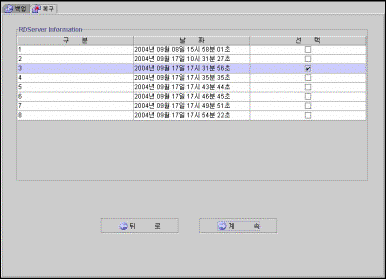 백업 복구
RDServer Information
구 분 날 짜 선 택
1 2004년 09월 08일 15시 58분 01초
2 2004년 09월 17일 10시 31분 27초
3 2004년 09월 17일 17시 31분 56초
4 2004년 09월 17일 17시 35분 35초
5 2004년 09월 17일 17시 43분 44초
6 2004년 09월 17일 17시 46분 45초
7 2004년 09월 17일 17시 49분 51초
8 2004년 09월 17일 17시 54분 22초
뒤 로 계 속